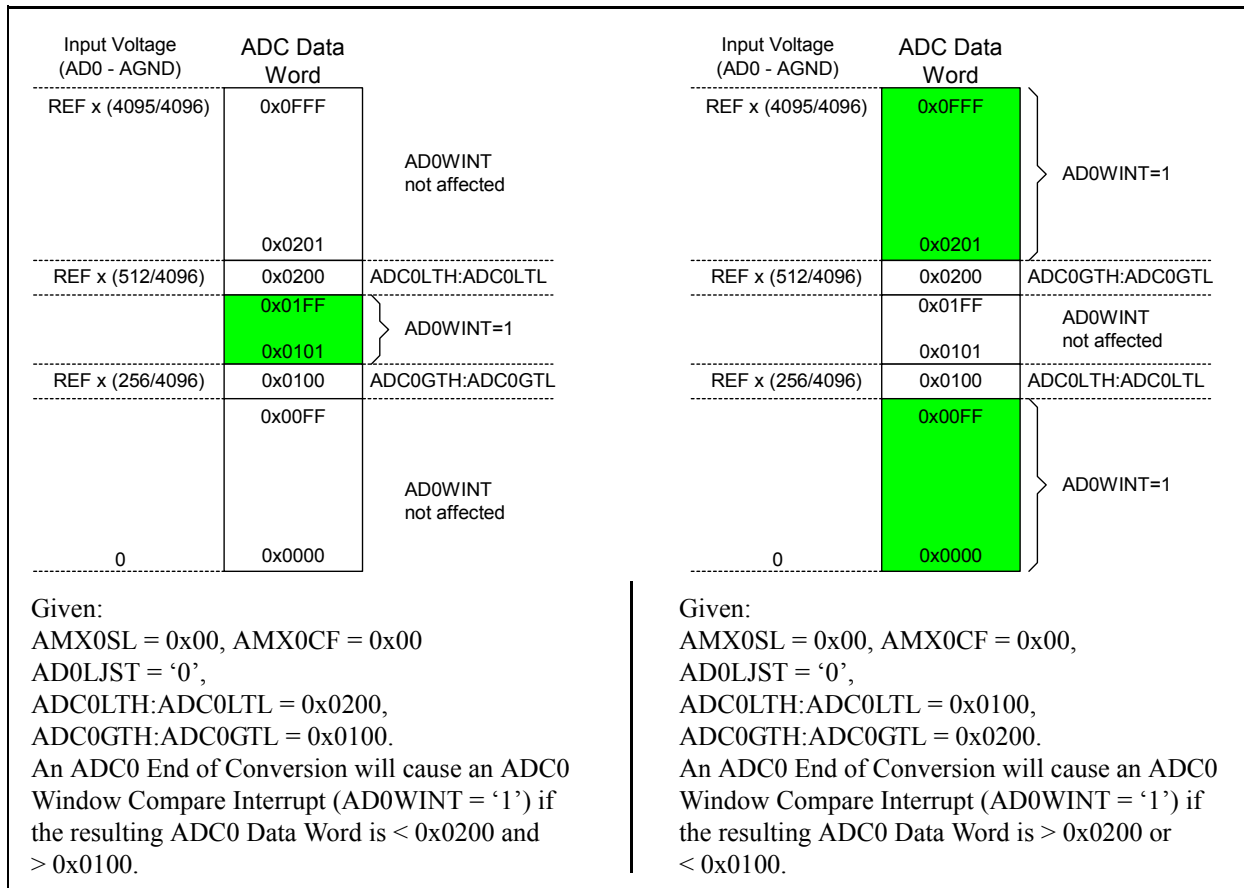 Input Voltage
(AD0 - AGND)
ADC Data
Word
REF x (4095/4096)
0x0FFF
AD0WINT
not affected
0x0201
REF x (512/4096)
0x0200
ADC0LTH:ADC0LTL
0x01FF
AD0WINT=1
0x0101
REF x (256/4096)
0x0100
ADC0GTH:ADC0GTL
0x00FF
AD0WINT
not affected
0
0x0000
Given:
AMX0SL = 0x00, AMX0CF = 0x00
AD0LJST = ‘0’,
ADC0LTH:ADC0LTL = 0x0200,
ADC0GTH:ADC0GTL = 0x0100.
An ADC0 End of Conversion will cause an ADC0
Window Compare Interrupt (AD0WINT = ‘1’) if
the resulting ADC0 Data Word is < 0x0200 and
> 0x0100.
Input Voltage
(AD0 - AGND)
ADC Data
Word
REF x (4095/4096)
0x0FFF
AD0WINT=1
0x0201
REF x (512/4096)
0x0200
ADC0GTH:ADC0GTL
0x01FF
AD0WINT
not affected
0x0101
REF x (256/4096)
0x0100
ADC0LTH:ADC0LTL
0x00FF
AD0WINT=1
0
0x0000
Given:
AMX0SL = 0x00, AMX0CF = 0x00,
AD0LJST = ‘0’,
ADC0LTH:ADC0LTL = 0x0100,
ADC0GTH:ADC0GTL = 0x0200.
An ADC0 End of Conversion will cause an ADC0
Window Compare Interrupt (AD0WINT = ‘1’) if
the resulting ADC0 Data Word is > 0x0200 or
< 0x0100.